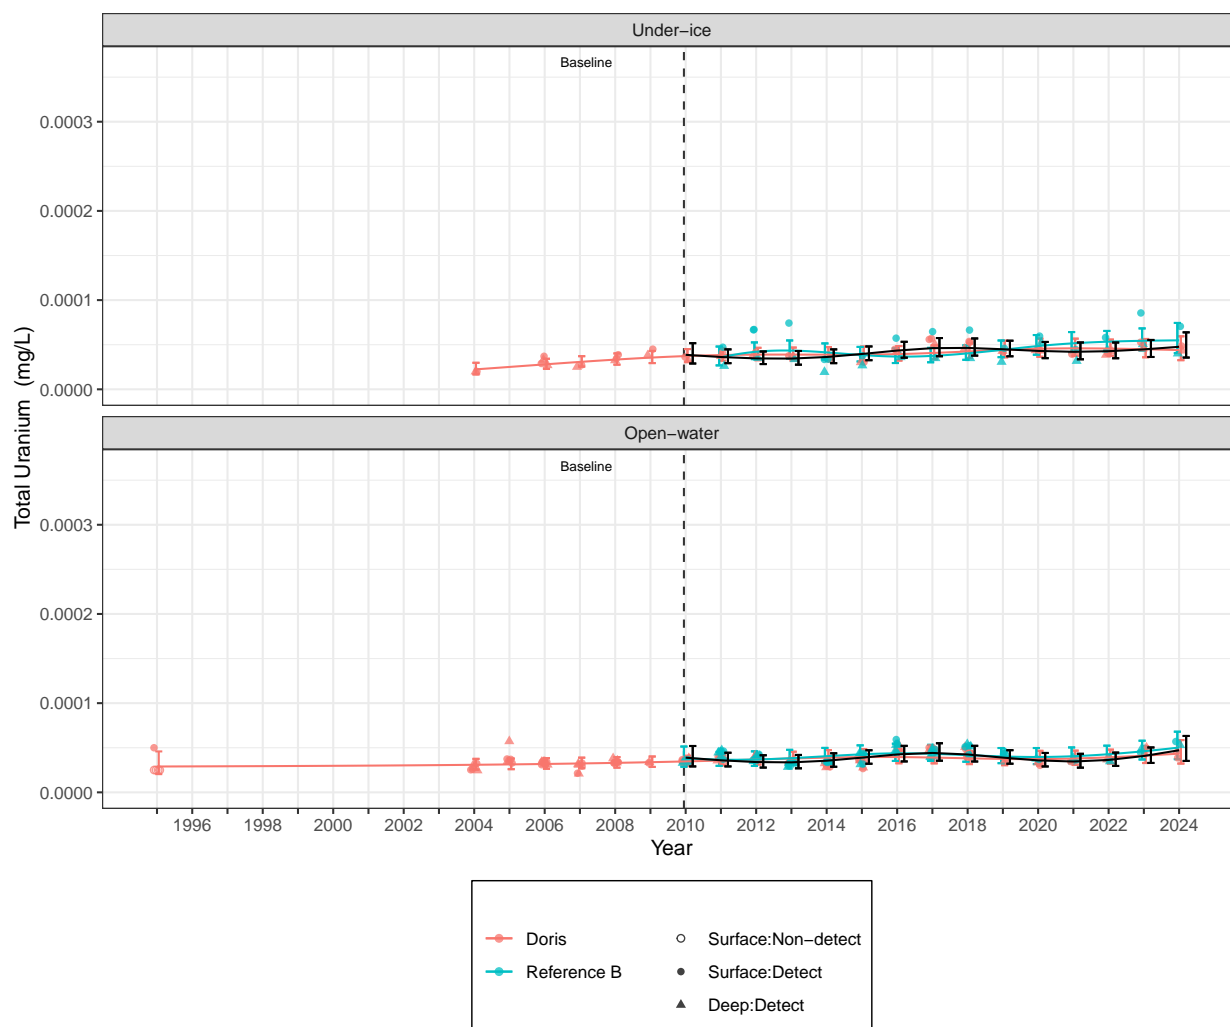 Under−ice
Baseline
0.0003
0.0002
0.0001
0.0000
Open−water
Baseline
0.0003
0.0002
0.0001
0.0000
Total Uranium (mg/L)
1996 1998 2000 2002 2004 2006 2008 2010 2012 2014 2016 2018 2020 2022 2024
Year
Doris
Reference B
Surface:Non−detect
Surface:Detect
Deep:Detect